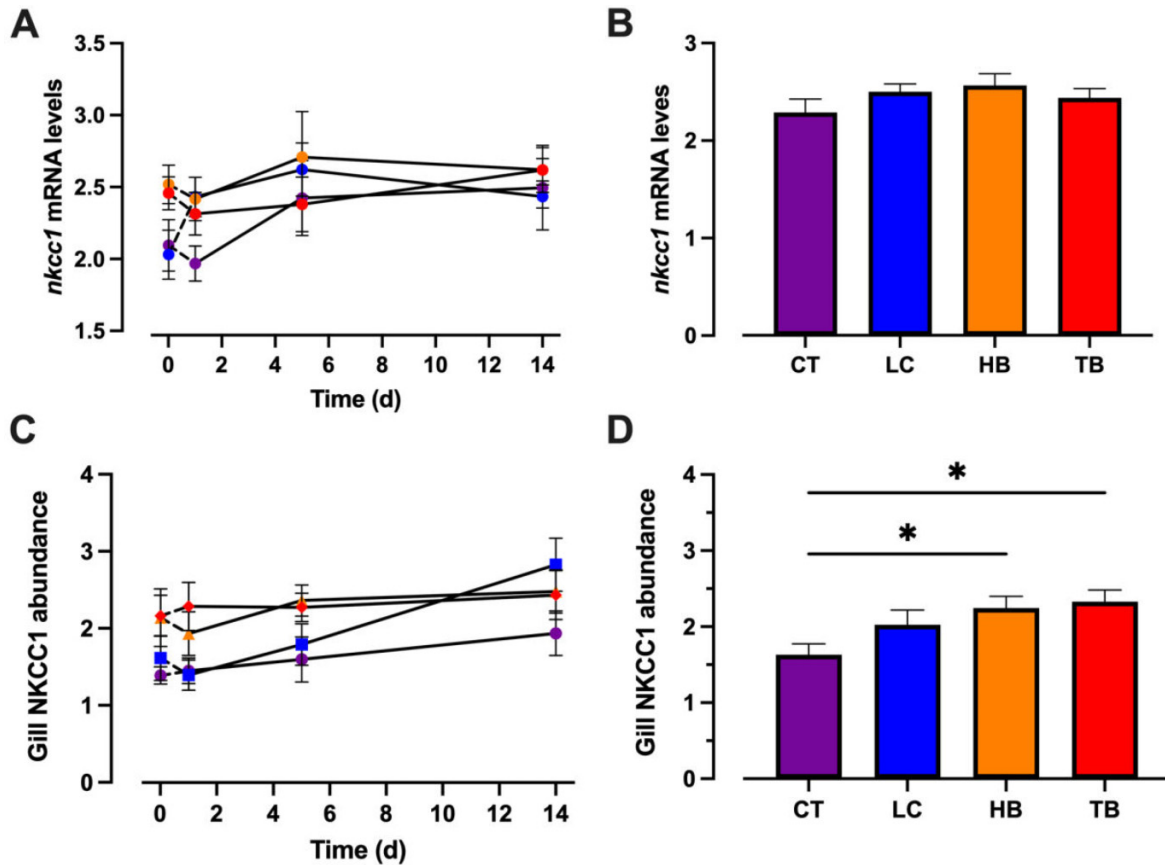 A
nkcc1 mRNA levels
3.5
3.0
2.5
2.0
1.5
0 2 4 6 8 10 12 14
Time (d)
B
nkcc1 mRNA leves
3
2
1
0
CT LC HB TB
C
Gill NKCC1 abundance
4
3
2
1
0
0 2 4 6 8 10 12 14
Time (d)
D
Gill NKCC1 abundance
4
3
2
1
0
*
*
CT LC HB TB